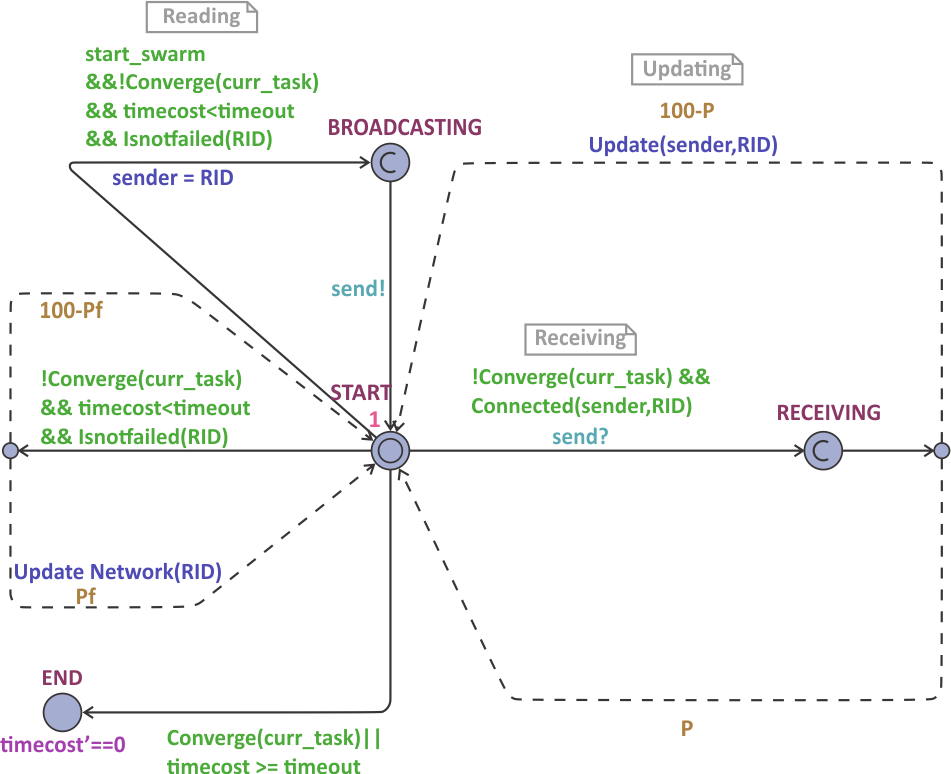 Reading
start_swarm
&&!Converge(curr_task)
&& timecost<timeout
&& Isnotfailed(RID)
sender = RID
BROADCASTING
C
send!
Updating
100-P
Update(sender,RID)
100-Pf
!Converge(curr_task)
&& timecost<timeout
&& Isnotfailed(RID)
START
1
Receiving
!Converge(curr_task) &&
Connected(sender,RID)
send?
RECEIVING
C
Update Network(RID)
Pf
END
timecost’==0
Converge(curr_task)||
timecost >= timeout
P